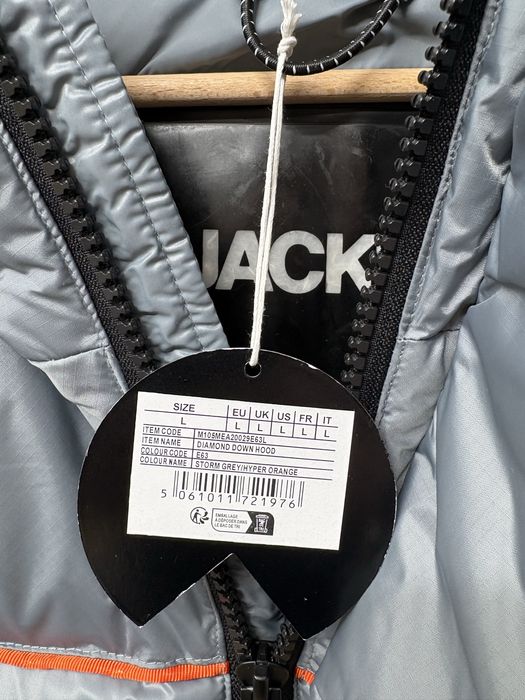 JACK
SIZE EU UK US FR IT
L L L L L L
ITEM CODE M105MEA20029E63L
ITEM NAME DIAMOND DOWN HOOD
COLOUR CODE E63
COLOUR NAME STORM GREY/HYPER ORANGE
5 061011 721976
EMBALLAGE
À DÉPOSER DANS
LE BAC DE TRI